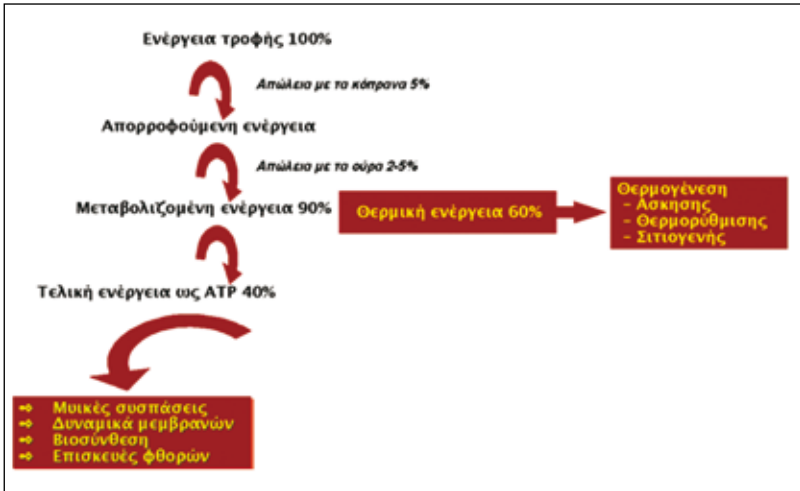 Ενέργεια τροφής 100%
Απώλεια με τα κόπρανα 5%
Απορροφούμενη ενέργεια
Απώλεια με τα ούρα 2-5%
Μεταβολιζομένη ενέργεια 90%
Θερμική ενέργεια 60%
Θερμογένεση
– Άσκησης
– Θερμορύθμισης
– Σιτιογενής
Τελική ενέργεια ως ATP 40%
⇨ Μυικές συσπάσεις
⇨ Δυναμικά μεμβρανών
⇨ Βιοσύνθεση
⇨ Επισκευές φθορών